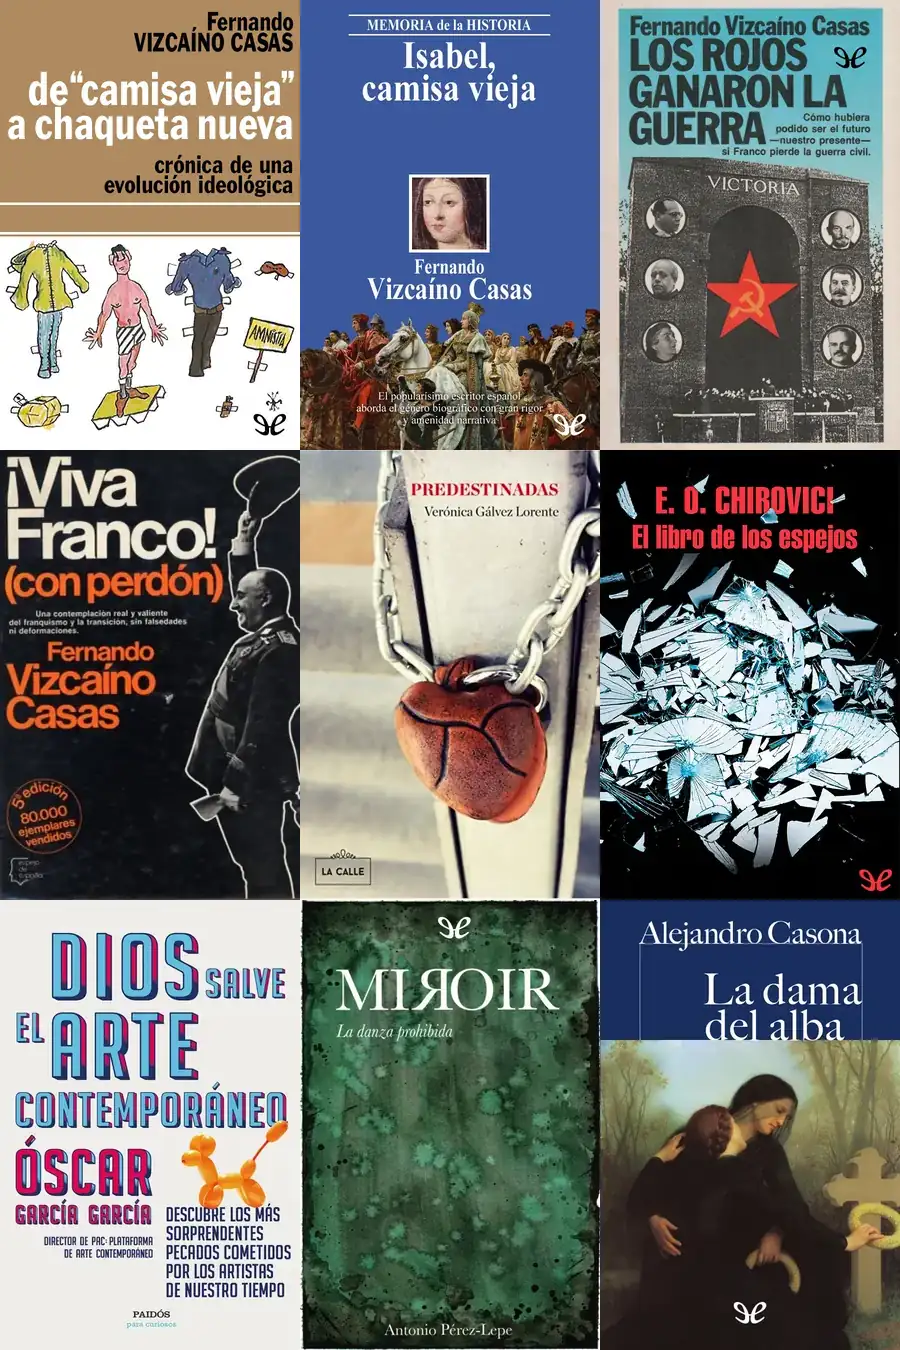 Fernando
VIZCAÍNO CASAS
de “camisa vieja”
a chaqueta nueva
crónica de una
evolución ideológica
AMNISTIA
MEMORIA de la HISTORIA
Isabel,
camisa vieja
Fernando
Vizcaíno Casas
El popularísimo escritor español
aborda el género biográfico con gran rigor
y amenidad narrativa
Fernando Vizcaíno Casas
LOS ROJOS
GANARON LA
GUERRA
Cómo hubiera
podido ser el futuro
—nuestro presente—
si Franco pierde la guerra civil.
VICTORIA
¡Viva
Franco!
(con perdón)
Una contemplación real y valiente
del franquismo y la transición, sin falsedades
ni deformaciones.
Fernando
Vizcaíno
Casas
5ª edición
80.000
ejemplares
vendidos
espejo
de
españa
PREDESTINADAS
Verónica Gálvez Lorente
LA CALLE
E. O. CHIROVICI
El libro de los espejos
DIOS SALVE
EL ARTE
CONTEMPORÁNEO
ÓSCAR
GARCÍA GARCÍA
DIRECTOR DE PAC· PLATAFORMA
DE ARTE CONTEMPORÁNEO
DESCUBRE LOS MÁS
SORPRENDENTES
PECADOS COMETIDOS
POR LOS ARTISTAS
DE NUESTRO TIEMPO
PAIDÓS
para curiosos
MIROIR
La danza prohibida
Antonio Pérez-Lepe
Alejandro Casona
La dama
del alba